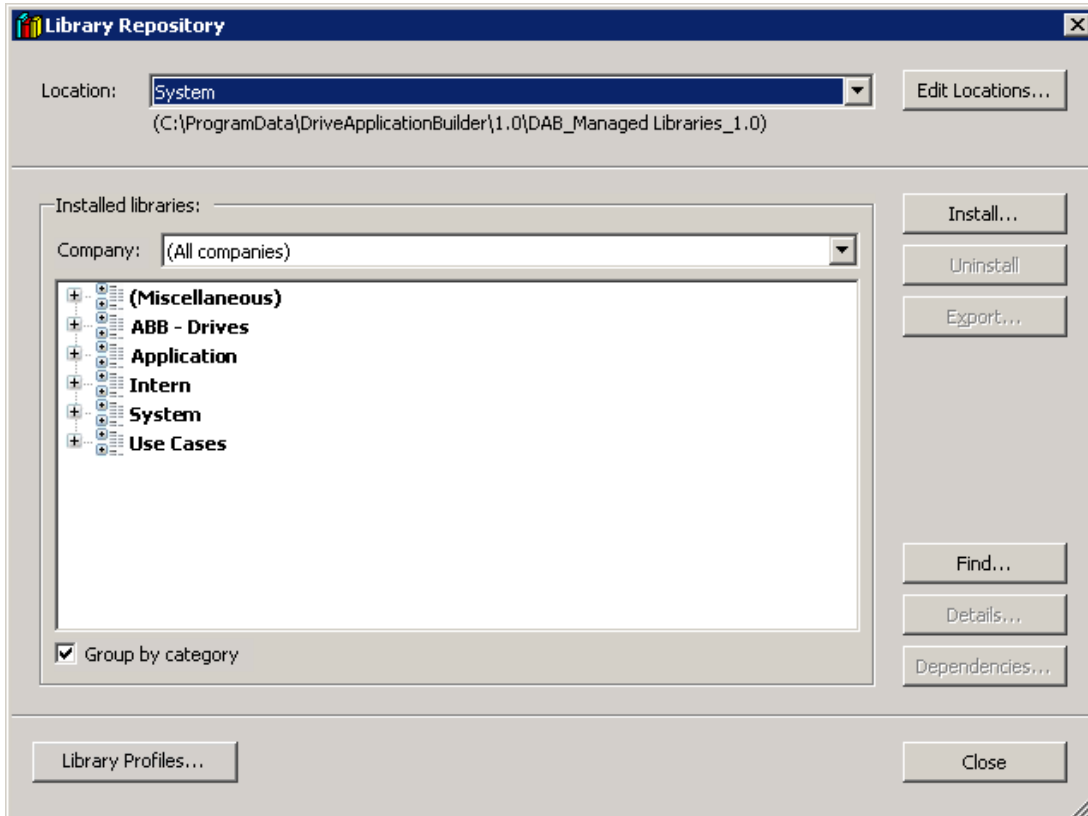 Library Repository
Location:
System
Edit Locations...
(C:\ProgramData\DriveApplicationBuilder\1.0\DAB_Managed Libraries_1.0)
Installed libraries:
Install...
Company:
(All companies)
Uninstall
(Miscellaneous)
Export...
ABB - Drives
Application
Intern
System
Use Cases
Find...
Details...
Group by category
Dependencies...
Library Profiles...
Close